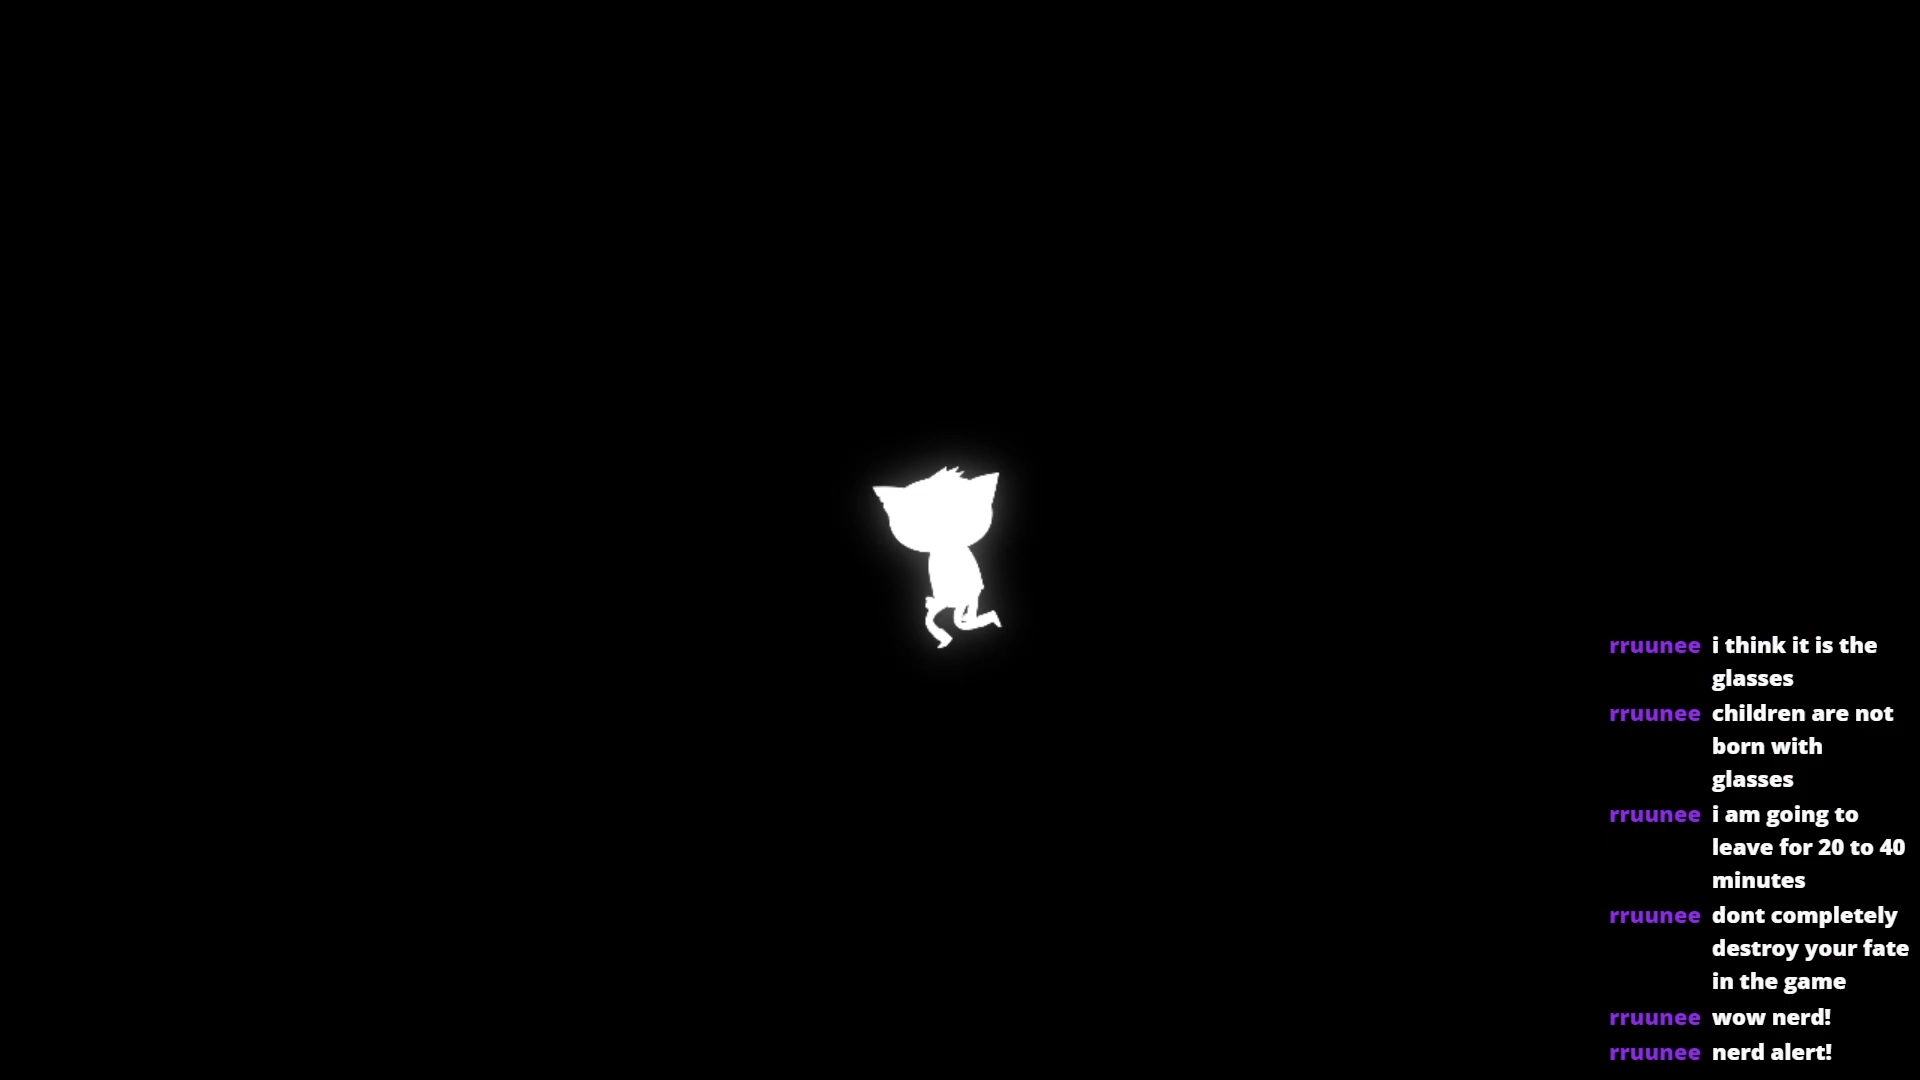 rruunee i think it is the
glasses
rruunee children are not
born with
glasses
rruunee i am going to
leave for 20 to 40
minutes
rruunee dont completely
destroy your fate
in the game
rruunee wow nerd!
rruunee nerd alert!